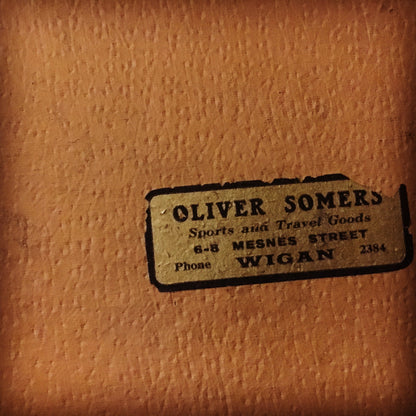 OLIVER SOMERS
Sports and Travel Goods
6-8 MESNES STREET
Phone WIGAN 2384